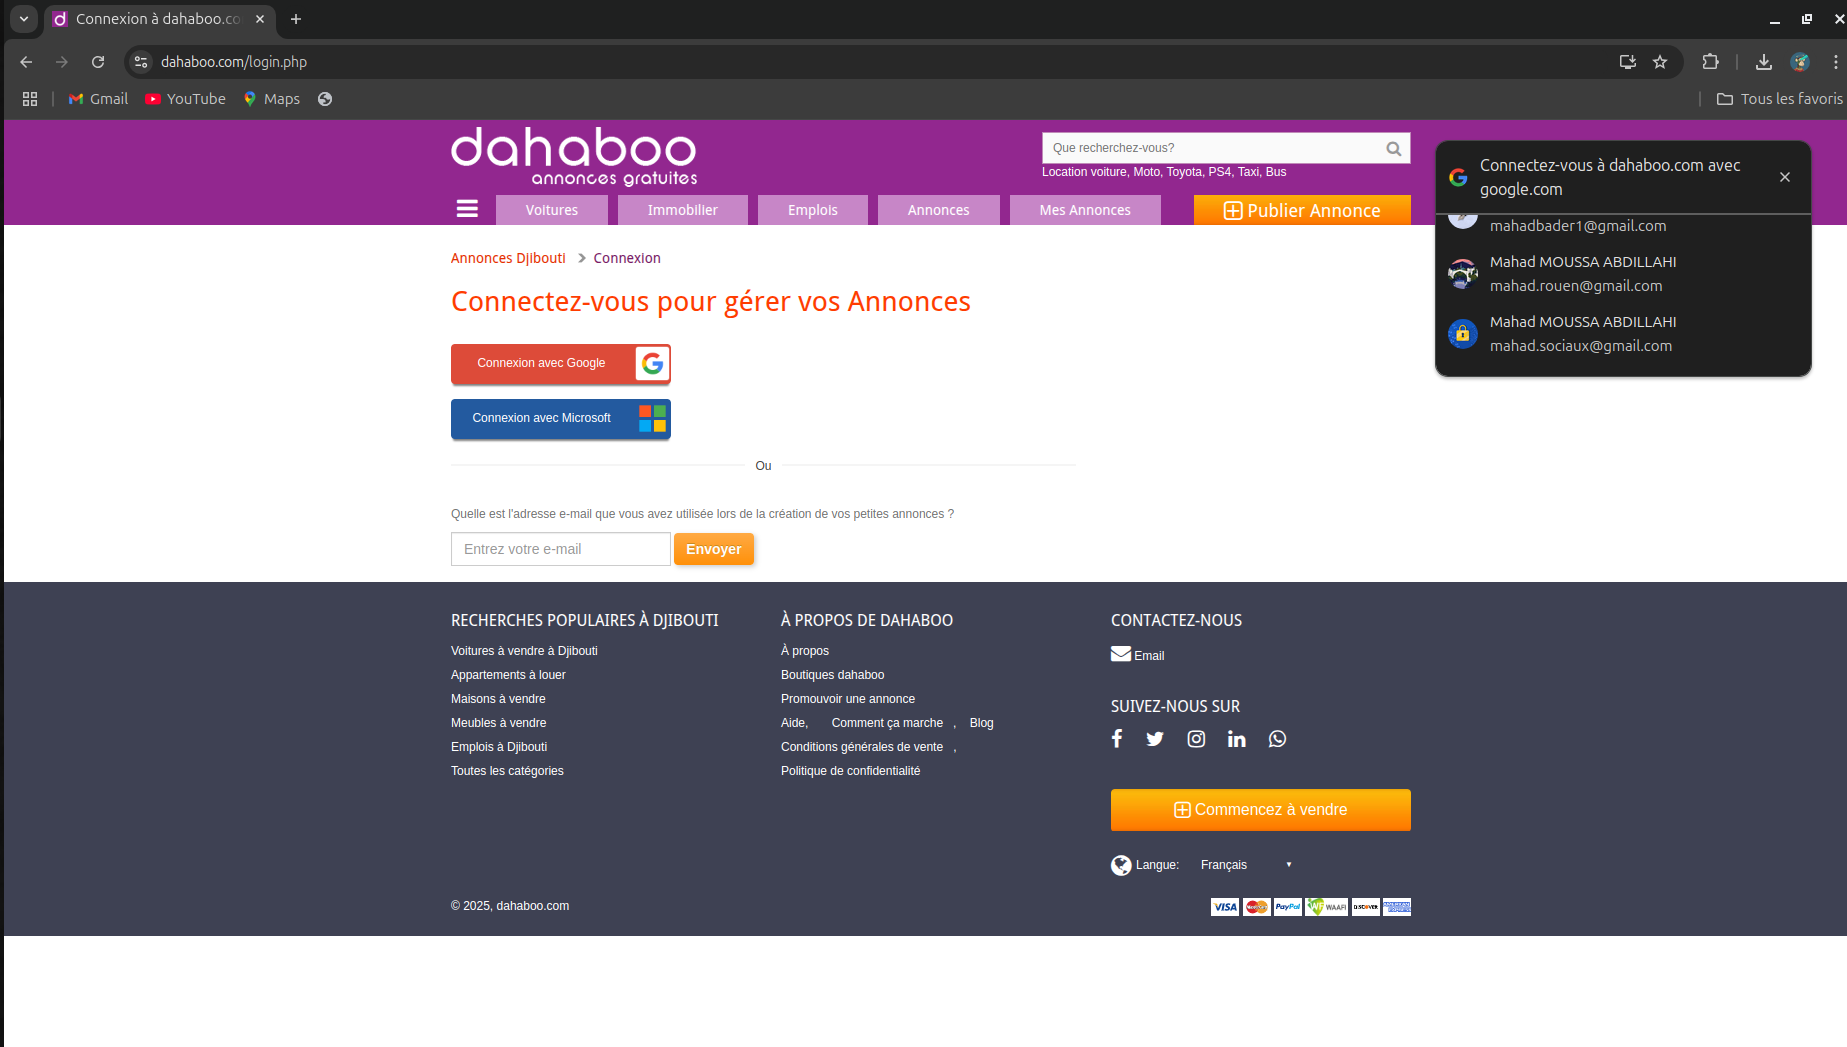 Connexion à dahaboo.co
dahaboo.com/login.php
Gmail
YouTube
Maps
Tous les favoris
dahaboo
annonces gratuites
Que recherchez-vous?
Location voiture, Moto, Toyota, PS4, Taxi, Bus
Voitures
Immobilier
Emplois
Annonces
Mes Annonces
Publier Annonce
Connectez-vous à dahaboo.com avec
google.com
mahadbader1@gmail.com
Mahad MOUSSA ABDILLAHI
mahad.rouen@gmail.com
Mahad MOUSSA ABDILLAHI
mahad.sociaux@gmail.com
Annonces Djibouti
Connexion
Connectez-vous pour gérer vos Annonces
Connexion avec Google
Connexion avec Microsoft
Ou
Quelle est l'adresse e-mail que vous avez utilisée lors de la création de vos petites annonces ?
Entrez votre e-mail
Envoyer
RECHERCHES POPULAIRES À DJIBOUTI
Voitures à vendre à Djibouti
Appartements à louer
Maisons à vendre
Meubles à vendre
Emplois à Djibouti
Toutes les catégories
À PROPOS DE DAHABOO
À propos
Boutiques dahaboo
Promouvoir une annonce
Aide, Comment ça marche , Blog
Conditions générales de vente ,
Politique de confidentialité
CONTACTEZ-NOUS
Email
SUIVEZ-NOUS SUR
Commencez à vendre
Langue: Français
© 2025, dahaboo.com
VISA
MasterCard
PayPal
WAAFI
DISCOVER
AMERICAN EXPRESS